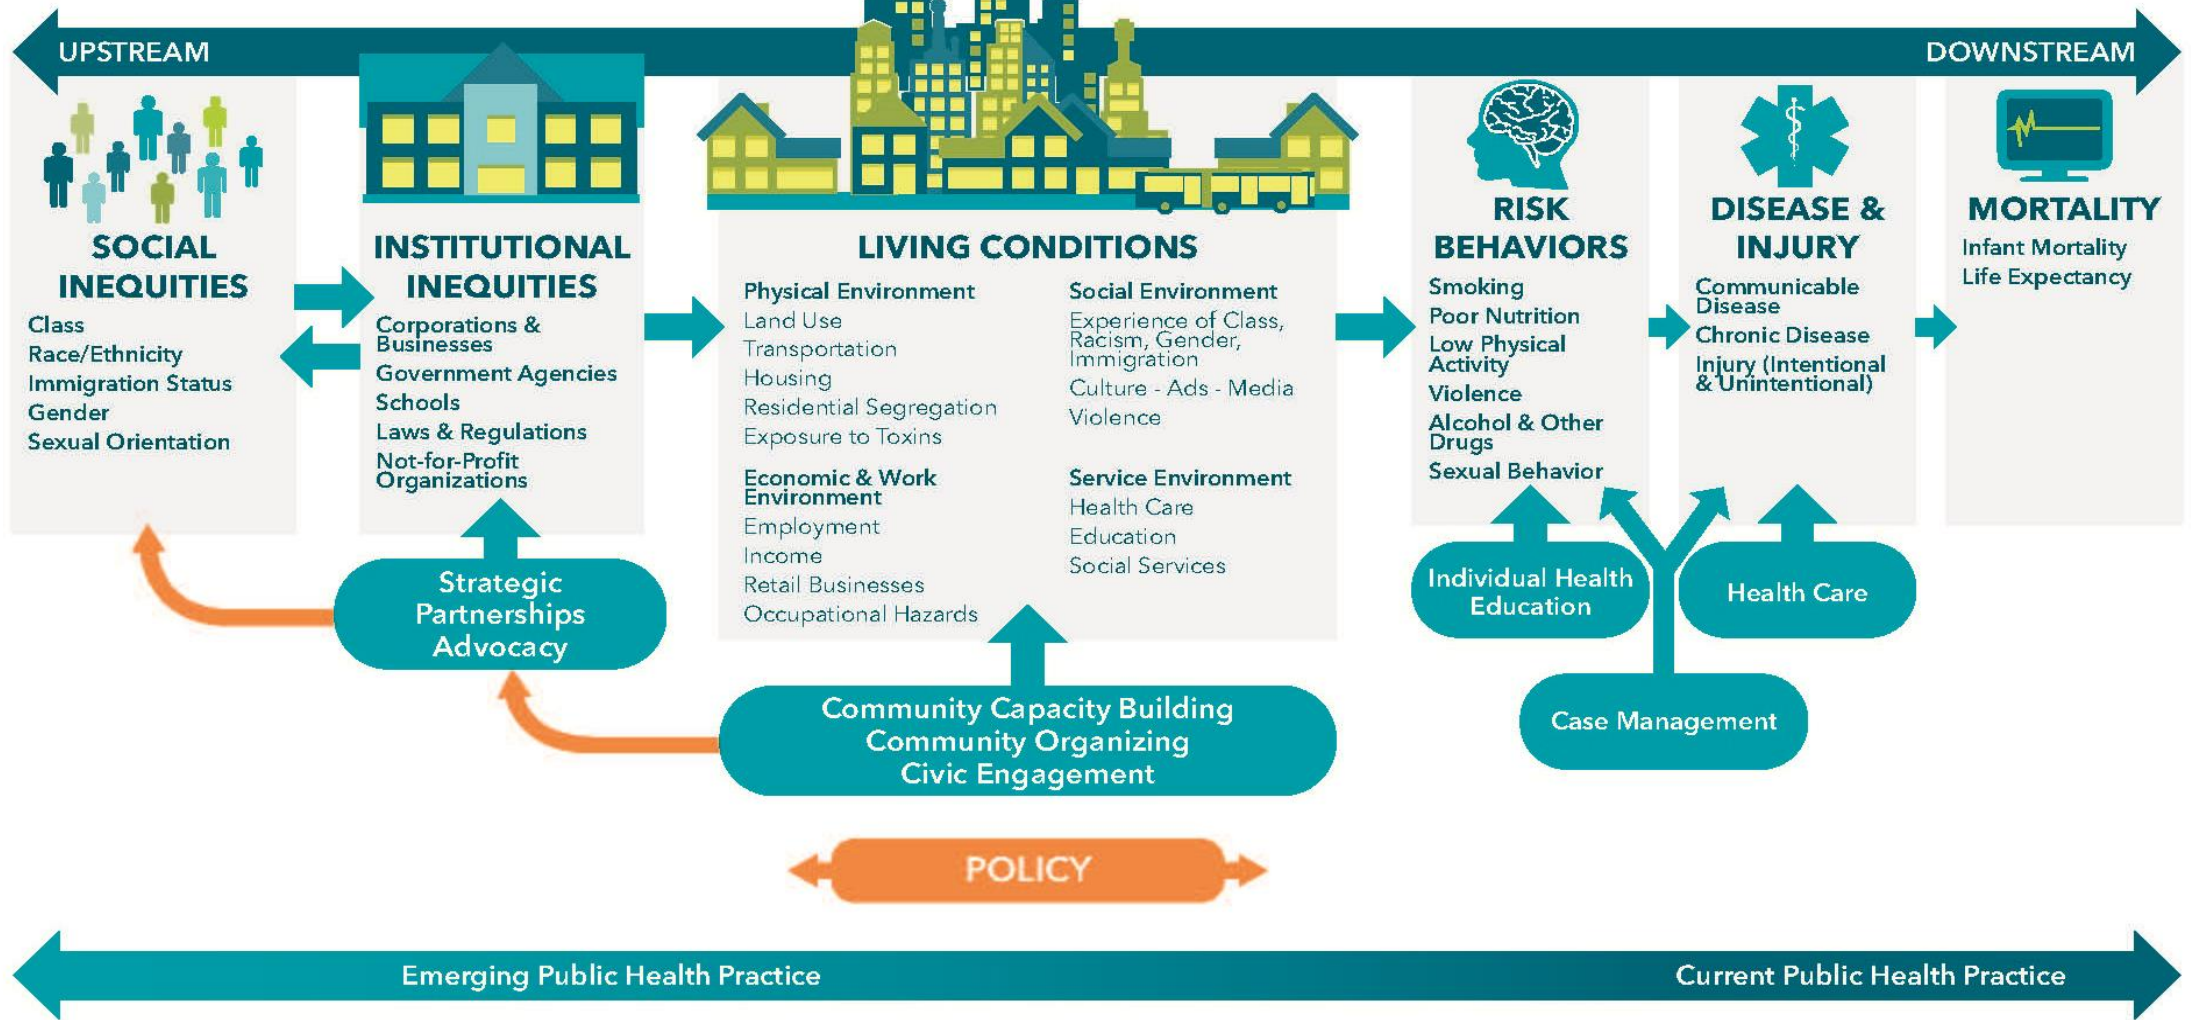 UPSTREAM
DOWNSTREAM
SOCIAL
INEQUITIES
Class
Race/Ethnicity
Immigration Status
Gender
Sexual Orientation
INSTITUTIONAL
INEQUITIES
Corporations &
Businesses
Government Agencies
Schools
Laws & Regulations
Not-for-Profit
Organizations
LIVING CONDITIONS
Physical Environment
Land Use
Transportation
Housing
Residential Segregation
Exposure to Toxins
Economic & Work
Environment
Employment
Income
Retail Businesses
Occupational Hazards
Social Environment
Experience of Class,
Racism, Gender,
Immigration
Culture - Ads - Media
Violence
Service Environment
Health Care
Education
Social Services
RISK
BEHAVIORS
Smoking
Poor Nutrition
Low Physical
Activity
Violence
Alcohol & Other
Drugs
Sexual Behavior
DISEASE &
INJURY
Communicable
Disease
Chronic Disease
Injury (Intentional
& Unintentional)
MORTALITY
Infant Mortality
Life Expectancy
Strategic
Partnerships
Advocacy
Community Capacity Building
Community Organizing
Civic Engagement
Individual Health
Education
Health Care
Case Management
POLICY
Emerging Public Health Practice
Current Public Health Practice